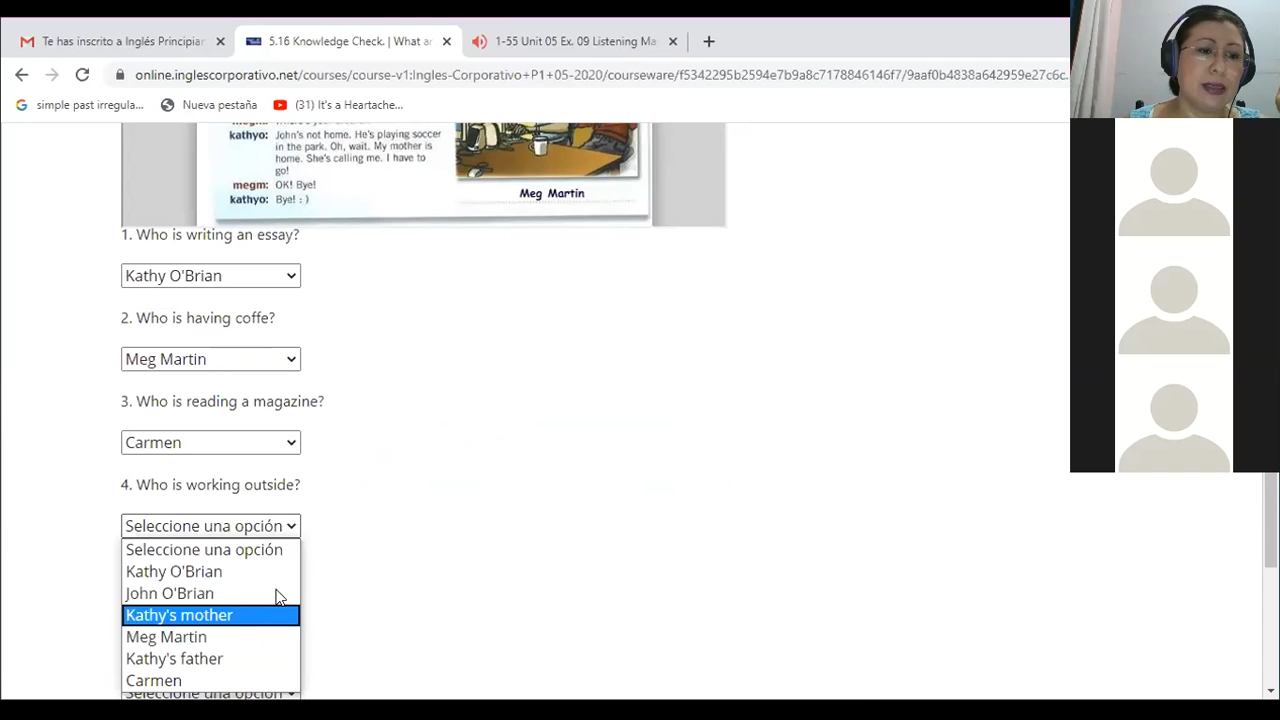 Te has inscrito a Inglés Principian
5.16 Knowledge Check. | What ar
1-55 Unit 05 Ex. 09 Listening Ma
online.inglescorporativo.net/courses/course-v1:Ingles-Corporativo+P1+05-2020/courseware/f5342295b2594e7b9a8c7178846146f7/9aaf0b4838a642959e27c6c.
simple past irregula...
Nueva pestaña
(31) It's a Heartache...
kathyo: John's not home. He's playing soccer
in the park. Oh, wait. My mother is
home. She's calling me. I have to
go!
megm: OK! Bye!
kathyo: Bye! : )
Meg Martin
1. Who is writing an essay?
Kathy O'Brian
2. Who is having coffe?
Meg Martin
3. Who is reading a magazine?
Carmen
4. Who is working outside?
Seleccione una opción
Seleccione una opción
Kathy O'Brian
John O'Brian
Kathy's mother
Meg Martin
Kathy's father
Carmen
Seleccione una opción